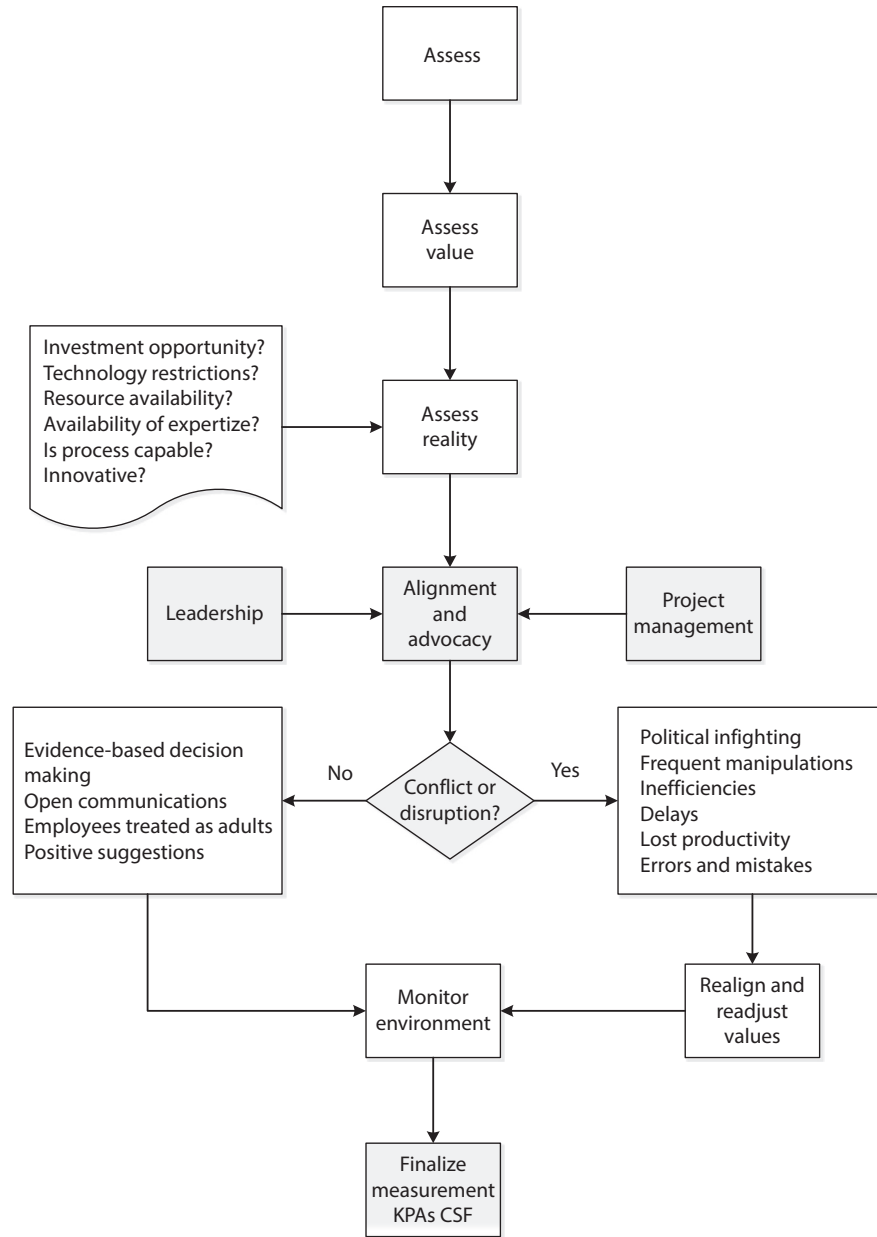 Assess
Assess
value
Investment opportunity?
Technology restrictions?
Resource availability?
Availability of expertize?
Is process capable?
Innovative?
Assess
reality
Leadership
Alignment
and
advocacy
Project
management
Evidence-based decision
making
Open communications
Employees treated as adults
Positive suggestions
No
Conflict or
disruption?
Yes
Political infighting
Frequent manipulations
Inefficiencies
Delays
Lost productivity
Errors and mistakes
Monitor
environment
Realign and
readjust
values
Finalize
measurement
KPAs CSF